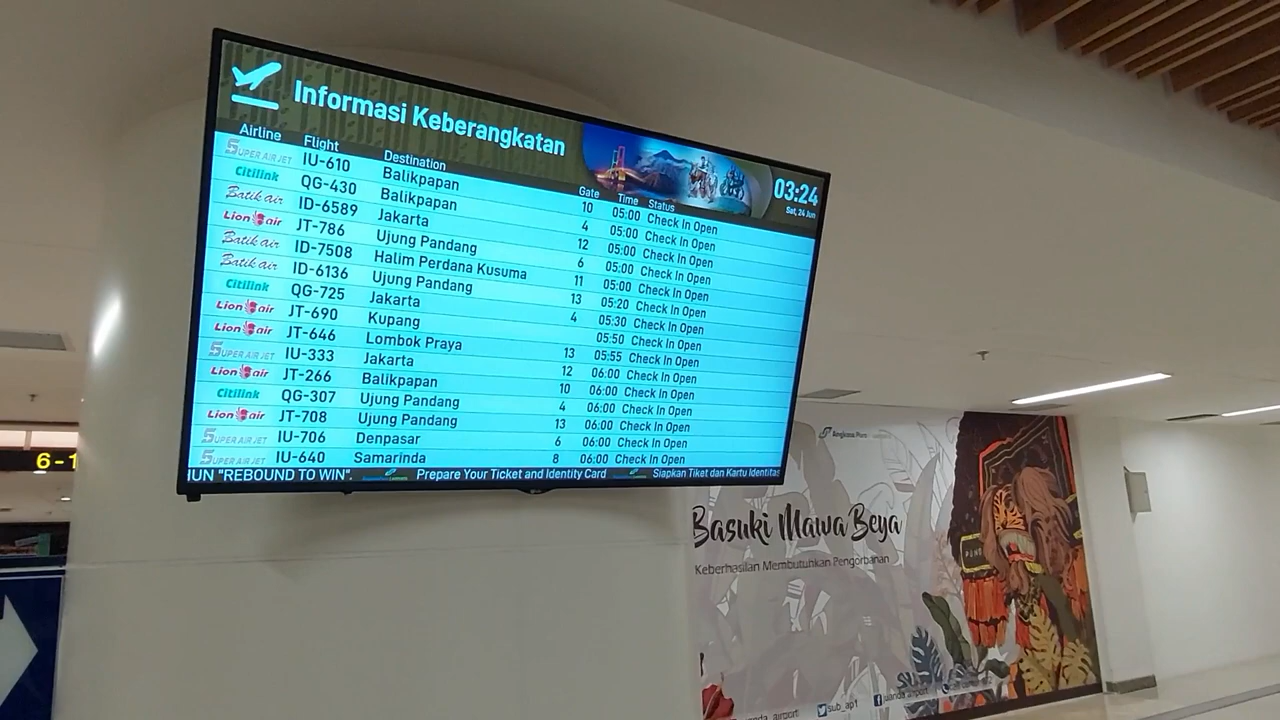 Informasi Keberangkatan
03:24
Sat, 24 Jun
Airline Flight Destination Gate Time Status
SUPER AIR JET IU-610 Balikpapan 10 05:00 Check In Open
Citilink QG-430 Balikpapan 4 05:00 Check In Open
Batik air ID-6589 Jakarta 12 05:00 Check In Open
Lion air JT-786 Ujung Pandang 6 05:00 Check In Open
Batik air ID-7508 Halim Perdana Kusuma 11 05:20 Check In Open
Batik air ID-6136 Ujung Pandang 13 05:30 Check In Open
Citilink QG-725 Jakarta 4 05:50 Check In Open
Lion air JT-690 Kupang 05:55 Check In Open
Lion air JT-646 Lombok Praya 13 06:00 Check In Open
SUPER AIR JET IU-333 Jakarta 12 06:00 Check In Open
Lion air JT-266 Balikpapan 10 06:00 Check In Open
Citilink QG-307 Ujung Pandang 4 06:00 Check In Open
Lion air JT-708 Ujung Pandang 13 06:00 Check In Open
SUPER AIR JET IU-706 Denpasar 6 06:00 Check In Open
SUPER AIR JET IU-640 Samarinda 8 06:00 Check In Open
IUN "REBOUND TO WIN". Prepare Your Ticket and Identity Card Siapkan Tiket dan Kartu Identitas
6-1
Angkasa Pura
Basuki Mawa Beya
Keberhasilan Membutuhkan Pengorbanan
sub_ap1